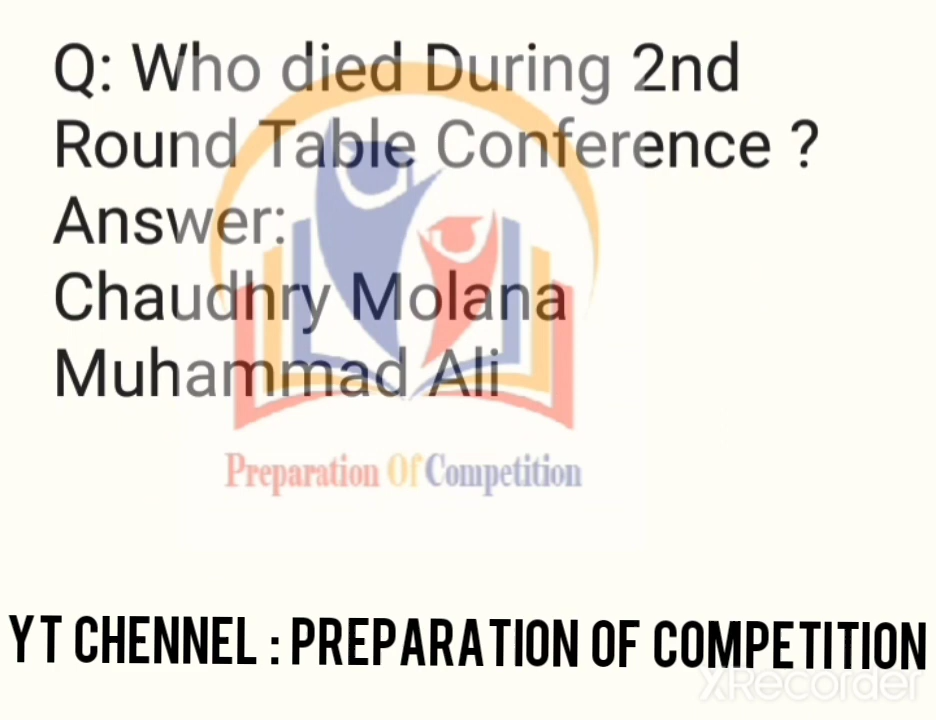 Q: Who died During 2nd
Round Table Conference ?
Answer:
Chaudhry Molana
Muhammad Ali
Preparation Of Competition
YT CHENNEL : PREPARATION OF COMPETITION
XRecorder